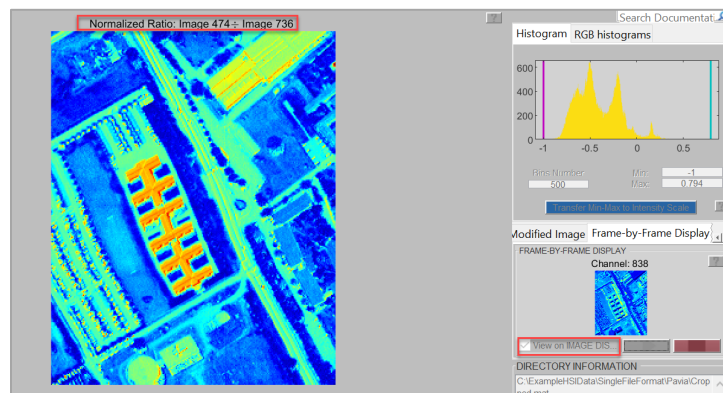 Normalized Ratio: Image 474÷ Image 736
?
Search Documentat
Histogram RGB histograms
600
400
200
0
-1 -0.5 0 0.5
Bins Number Min: -1
500 Max: 0.794
Transfer Min-Max to Intensity Scale
?
Modified Image Frame-by-Frame Display
FRAME-BY-FRAME DISPLAY
Channel: 838
?
View on IMAGE DIS
DIRECTORY INFORMATION
C:\ExampleHSIData\SingleFileFormat\Pavia\Crop
ped.mat